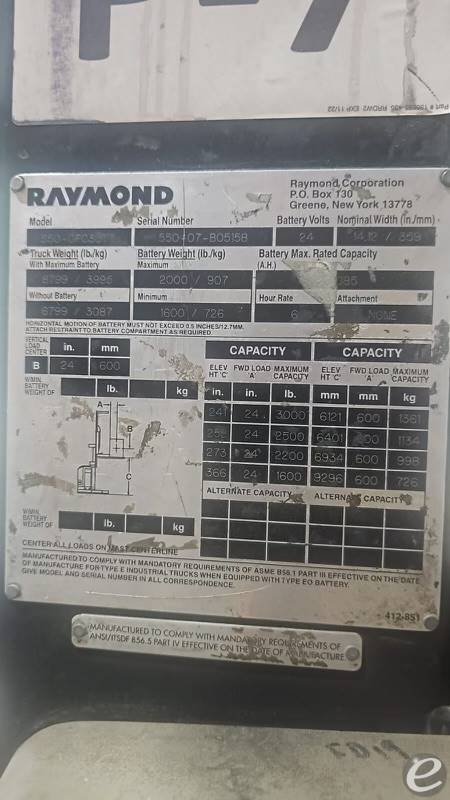 P-7
RAYMOND
Raymond Corporation
P.O. Box 130
Greene, New York 13778
Model Serial Number Battery Volts Nominal Width (in./mm)
550-07-B05158 24 14.12 / 359
Truck Weight (lb/kg) Battery Weight (lb/kg) Battery Max. Rated Capacity
With Maximum Battery Maximum (A.H.)
8799 / 3996 2000 / 907
Without Battery Minimum Hour Rate Attachment
6799 / 3087 1600 / 726 6 NONE
HORIZONTAL MOTION OF BATTERY MUST NOT EXCEED 0.5 INCHES/12.7MM.
ATTACH RESTRAINT TO BATTERY COMPARTMENT AS REQUIRED.
VERTICAL LOAD CENTER in. mm
B 24 600
W/MIN. BATTERY WEIGHT OF lb. kg
A
B
C
W/MIN. BATTERY WEIGHT OF lb. kg
CAPACITY CAPACITY
ELEV HT 'C' FWD LOAD 'A' MAXIMUM CAPACITY ELEV HT 'C' FWD LOAD 'A' MAXIMUM CAPACITY
in. in. lb. mm mm kg
241 24 3000 6121 600 1361
24 2500 6401 600 1134
273 24 2200 6934 600 998
366 24 1600 9296 600 726
ALTERNATE CAPACITY ALTERNATE CAPACITY
CENTER ALL LOADS ON MAST CENTERLINE
MANUFACTURED TO COMPLY WITH MANDATORY REQUIREMENTS OF ASME B56.1 PART III EFFECTIVE ON THE DATE
OF MANUFACTURE FOR TYPE E INDUSTRIAL TRUCKS WHEN EQUIPPED WITH TYPE EO BATTERY.
GIVE MODEL AND SERIAL NUMBER IN ALL CORRESPONDENCE.
412-851
MANUFACTURED TO COMPLY WITH MANDATORY REQUIREMENTS OF
ANSI/ITSDF B56.5 PART IV EFFECTIVE ON THE DATE OF MANUFACTURE
e